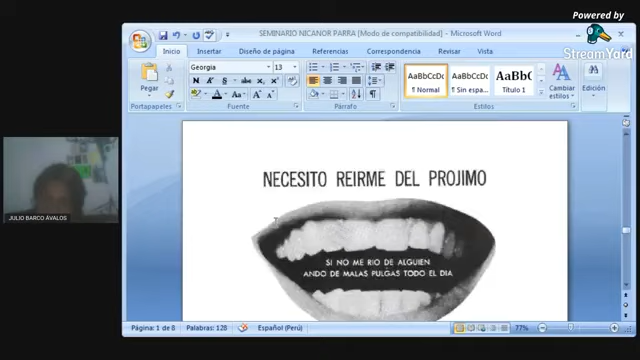 Powered by
StreamYard
SEMINARIO NICANOR PARRA [Modo de compatibilidad] - Microsoft Word
Inicio Insertar Diseño de página Referencias Correspondencia Revisar Vista
Georgia 13
Pegar
N K S abc
AaBbCcDc AaBbCcDc AaBbC
¶ Normal ¶ Sin espa... Título 1
Cambiar estilos
Edición
Portapapeles Fuente Párrafo Estilos
NECESITO REIRME DEL PROJIMO
SI NO ME RIO DE ALGUIEN
ANDO DE MALAS PULGAS TODO EL DIA
JULIO BARCO ÁVALOS
Página: 1 de 8 Palabras: 128 Español (Perú) 77%